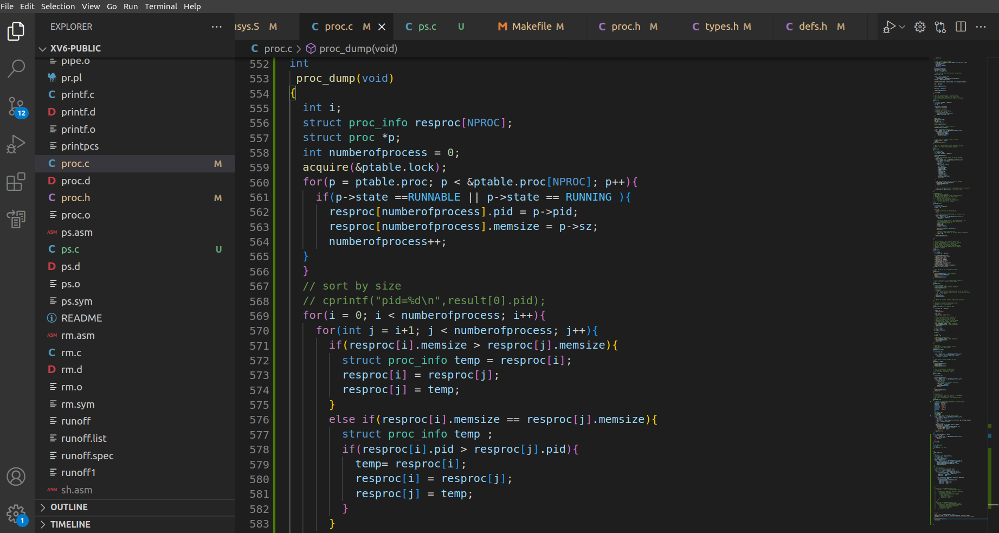 File Edit Selection View Go Run Terminal Help
EXPLORER
usys.S M
proc.c M
ps.c U
Makefile M
proc.h M
types.h M
defs.h M
XV6-PUBLIC
pipe.o
pr.pl
printf.c
printf.d
printf.o
printpcs
proc.c M
proc.d
proc.h M
proc.o
ps.asm
ps.c U
ps.d
ps.o
ps.sym
README
rm.asm
rm.c
rm.d
rm.o
rm.sym
runoff
runoff.list
runoff.spec
runoff1
sh.asm
OUTLINE
TIMELINE
12
1
proc.c > proc_dump(void)
552 int
553 proc_dump(void)
554 {
555 int i;
556 struct proc_info resproc[NPROC];
557 struct proc *p;
558 int numberofprocess = 0;
559 acquire(&ptable.lock);
560 for(p = ptable.proc; p < &ptable.proc[NPROC]; p++){
561 if(p->state ==RUNNABLE || p->state == RUNNING ){
562 resproc[numberofprocess].pid = p->pid;
563 resproc[numberofprocess].memsize = p->sz;
564 numberofprocess++;
565 }
566 }
567 // sort by size
568 // cprintf("pid=%d\n",result[0].pid);
569 for(i = 0; i < numberofprocess; i++){
570 for(int j = i+1; j < numberofprocess; j++){
571 if(resproc[i].memsize > resproc[j].memsize){
572 struct proc_info temp = resproc[i];
573 resproc[i] = resproc[j];
574 resproc[j] = temp;
575 }
576 else if(resproc[i].memsize == resproc[j].memsize){
577 struct proc_info temp ;
578 if(resproc[i].pid > resproc[j].pid){
579 temp= resproc[i];
580 resproc[i] = resproc[j];
581 resproc[j] = temp;
582 }
583 }